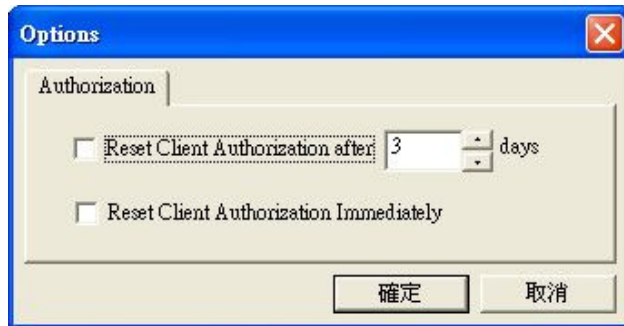 Options
Authorization
Reset Client Authorization after 3 days
Reset Client Authorization Immediately
確定 取消